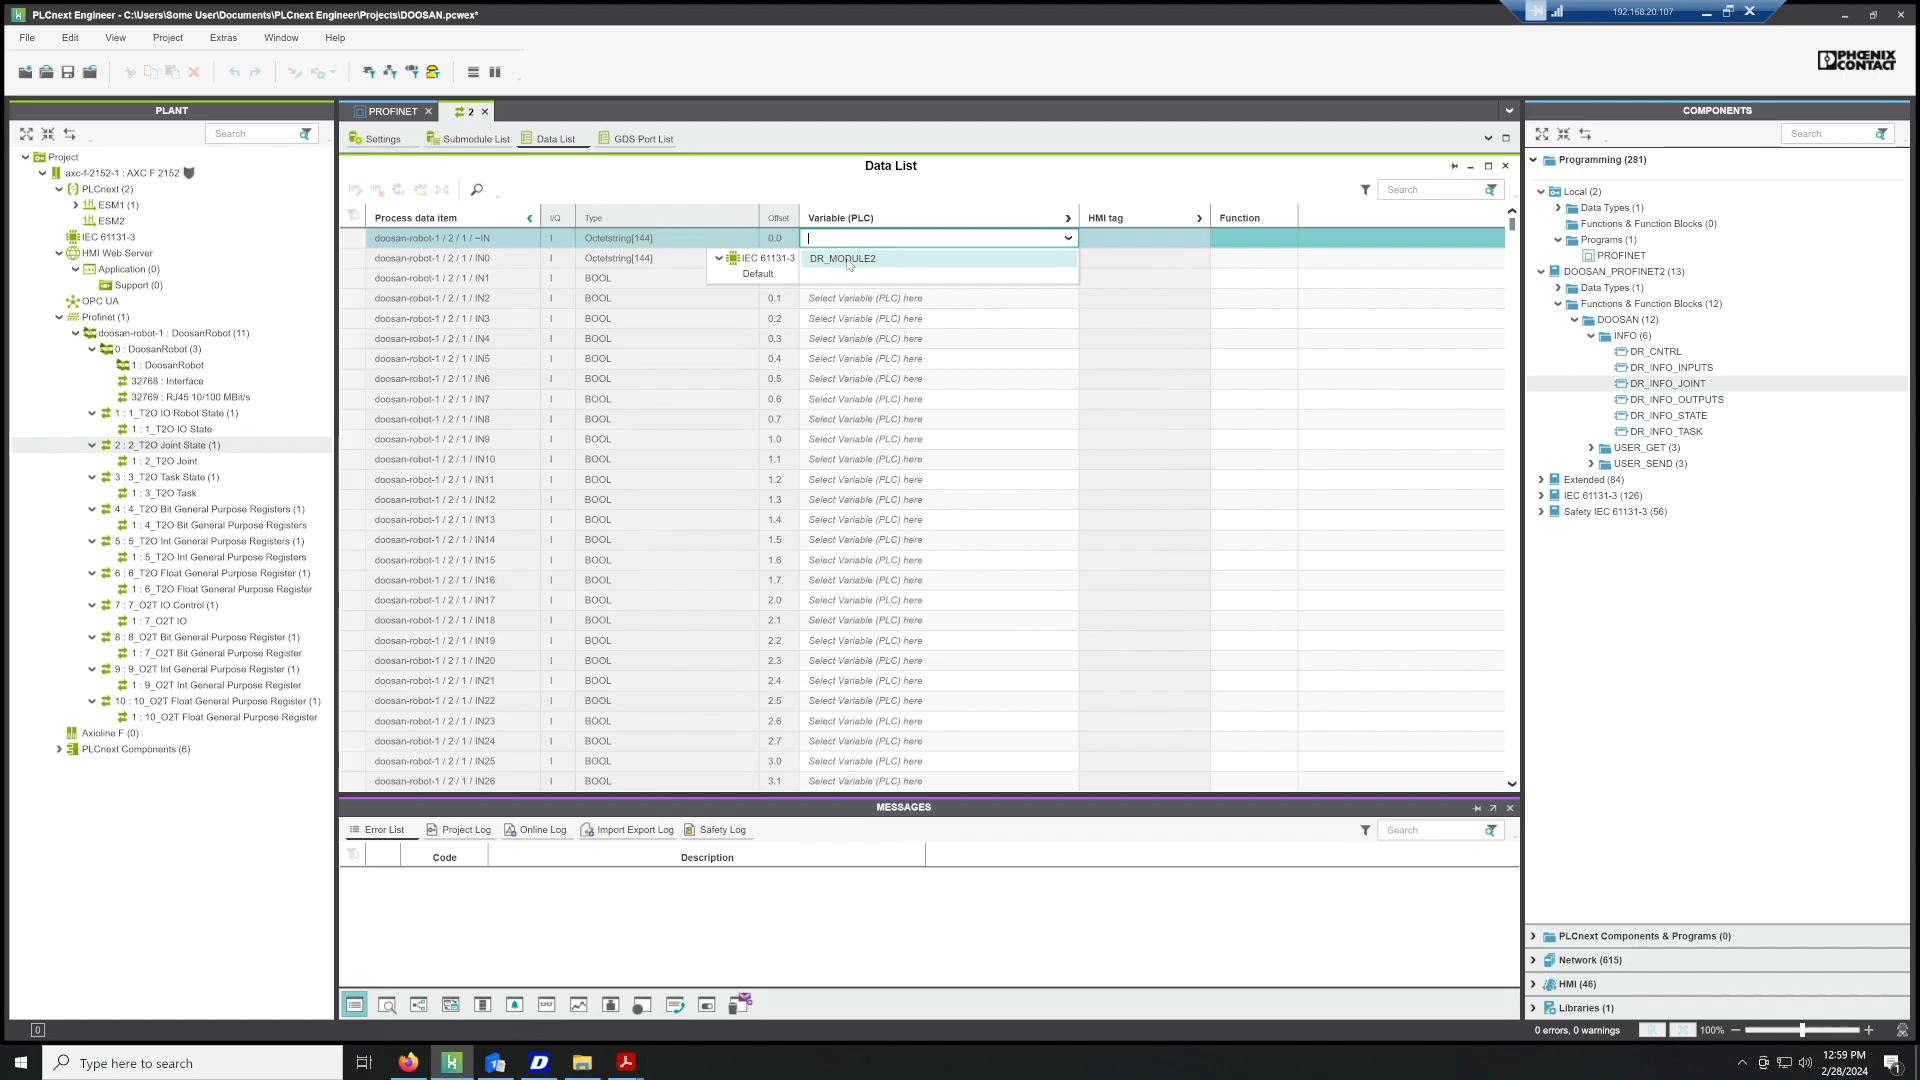 PLCnext Engineer - C:\Users\Some User\Documents\PLCnext Engineer\Projects\DOOSAN.pcwex*
192.168.20.107
File Edit View Project Extras Window Help
PHŒNIX CONTACT
PLANT
Search
Project
axc-f-2152-1 : AXC F 2152
PLCnext (2)
ESM1 (1)
ESM2
IEC 61131-3
HMI Web Server
Application (0)
Support (0)
OPC UA
Profinet (1)
doosan-robot-1 : DoosanRobot (11)
0 : DoosanRobot (3)
1 : DoosanRobot
32768 : Interface
32769 : RJ45 10/100 MBit/s
1 : 1_T2O IO Robot State (1)
1 : 1_T2O IO State
2 : 2_T2O Joint State (1)
1 : 2_T2O Joint
3 : 3_T2O Task State (1)
1 : 3_T2O Task
4 : 4_T2O Bit General Purpose Registers (1)
1 : 4_T2O Bit General Purpose Registers
5 : 5_T2O Int General Purpose Registers (1)
1 : 5_T2O Int General Purpose Registers
6 : 6_T2O Float General Purpose Register (1)
1 : 6_T2O Float General Purpose Register
7 : 7_O2T IO Control (1)
1 : 7_O2T IO
8 : 8_O2T Bit General Purpose Register (1)
1 : 7_O2T Bit General Purpose Register
9 : 9_O2T Int General Purpose Register (1)
1 : 9_O2T Int General Purpose Register
10 : 10_O2T Float General Purpose Register (1)
1 : 10_O2T Float General Purpose Register
Axioline F (0)
PLCnext Components (6)
PROFINET 2
Settings Submodule List Data List GDS Port List
Data List
Search
Process data item I/Q Type Offset Variable (PLC) HMI tag Function
doosan-robot-1 / 2 / 1 / ~IN I Octetstring[144] 0.0
doosan-robot-1 / 2 / 1 / IN0 I Octetstring[144] IEC 61131-3 DR_MODULE2
doosan-robot-1 / 2 / 1 / IN1 I BOOL Default
doosan-robot-1 / 2 / 1 / IN2 I BOOL 0.1 Select Variable (PLC) here
doosan-robot-1 / 2 / 1 / IN3 I BOOL 0.2 Select Variable (PLC) here
doosan-robot-1 / 2 / 1 / IN4 I BOOL 0.3 Select Variable (PLC) here
doosan-robot-1 / 2 / 1 / IN5 I BOOL 0.4 Select Variable (PLC) here
doosan-robot-1 / 2 / 1 / IN6 I BOOL 0.5 Select Variable (PLC) here
doosan-robot-1 / 2 / 1 / IN7 I BOOL 0.6 Select Variable (PLC) here
doosan-robot-1 / 2 / 1 / IN8 I BOOL 0.7 Select Variable (PLC) here
doosan-robot-1 / 2 / 1 / IN9 I BOOL 1.0 Select Variable (PLC) here
doosan-robot-1 / 2 / 1 / IN10 I BOOL 1.1 Select Variable (PLC) here
doosan-robot-1 / 2 / 1 / IN11 I BOOL 1.2 Select Variable (PLC) here
doosan-robot-1 / 2 / 1 / IN12 I BOOL 1.3 Select Variable (PLC) here
doosan-robot-1 / 2 / 1 / IN13 I BOOL 1.4 Select Variable (PLC) here
doosan-robot-1 / 2 / 1 / IN14 I BOOL 1.5 Select Variable (PLC) here
doosan-robot-1 / 2 / 1 / IN15 I BOOL 1.6 Select Variable (PLC) here
doosan-robot-1 / 2 / 1 / IN16 I BOOL 1.7 Select Variable (PLC) here
doosan-robot-1 / 2 / 1 / IN17 I BOOL 2.0 Select Variable (PLC) here
doosan-robot-1 / 2 / 1 / IN18 I BOOL 2.1 Select Variable (PLC) here
doosan-robot-1 / 2 / 1 / IN19 I BOOL 2.2 Select Variable (PLC) here
doosan-robot-1 / 2 / 1 / IN20 I BOOL 2.3 Select Variable (PLC) here
doosan-robot-1 / 2 / 1 / IN21 I BOOL 2.4 Select Variable (PLC) here
doosan-robot-1 / 2 / 1 / IN22 I BOOL 2.5 Select Variable (PLC) here
doosan-robot-1 / 2 / 1 / IN23 I BOOL 2.6 Select Variable (PLC) here
doosan-robot-1 / 2 / 1 / IN24 I BOOL 2.7 Select Variable (PLC) here
doosan-robot-1 / 2 / 1 / IN25 I BOOL 3.0 Select Variable (PLC) here
doosan-robot-1 / 2 / 1 / IN26 I BOOL 3.1 Select Variable (PLC) here
MESSAGES
Error List Project Log Online Log Import Export Log Safety Log Search
Code Description
COMPONENTS
Search
Programming (281)
Local (2)
Data Types (1)
Functions & Function Blocks (0)
Programs (1)
PROFINET
DOOSAN_PROFINET2 (13)
Data Types (1)
Functions & Function Blocks (12)
DOOSAN (12)
INFO (6)
DR_CNTRL
DR_INFO_INPUTS
DR_INFO_JOINT
DR_INFO_OUTPUTS
DR_INFO_STATE
DR_INFO_TASK
USER_GET (3)
USER_SEND (3)
Extended (84)
IEC 61131-3 (126)
Safety IEC 61131-3 (56)
PLCnext Components & Programs (0)
Network (615)
HMI (46)
Libraries (1)
0
0 errors, 0 warnings 100%
Type here to search
12:59 PM
2/28/2024
1